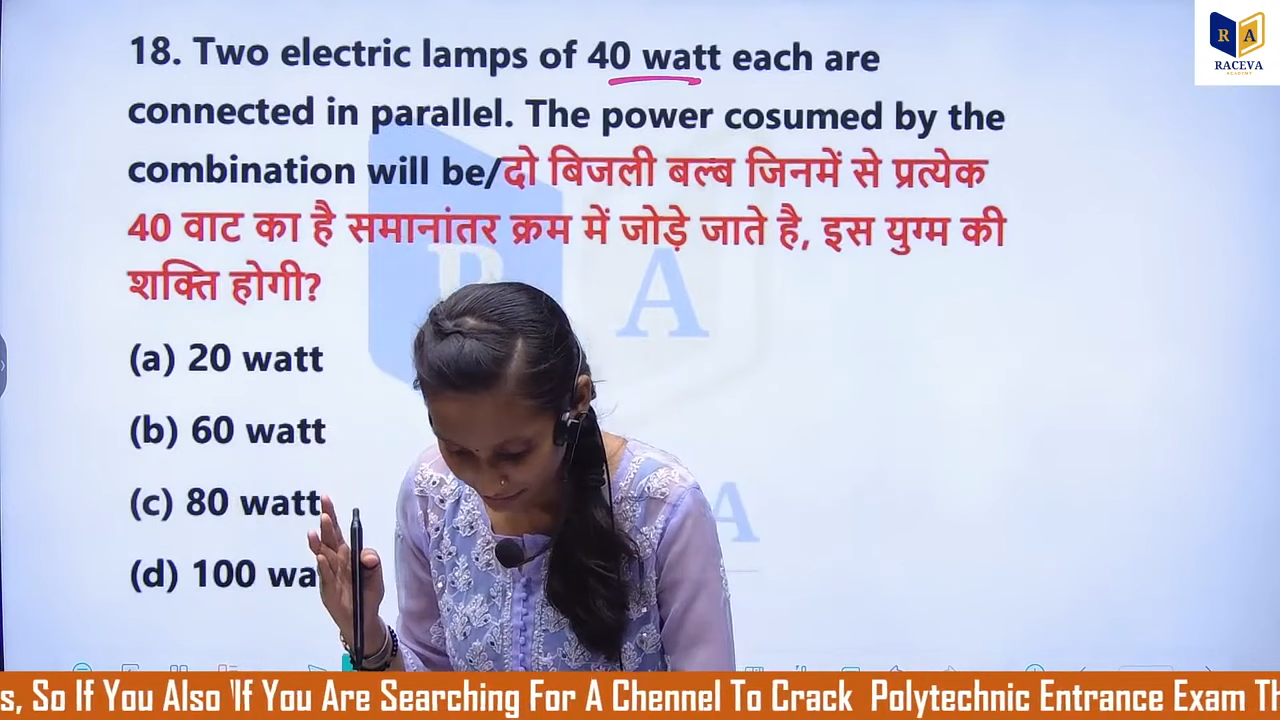 18. Two electric lamps of 40 watt each are
connected in parallel. The power cosumed by the
combination will be/दो बिजली बल्ब जिनमें से प्रत्येक
40 वाट का है समानांतर क्रम में जोड़े जाते है, इस युग्म की
शक्ति होगी?
(a) 20 watt
(b) 60 watt
(c) 80 watt
(d) 100 wa
R A
RACEVA
ACADEMY
R A
A
s, So If You Also 'If You Are Searching For A Chennel To Crack Polytechnic Entrance Exam Th